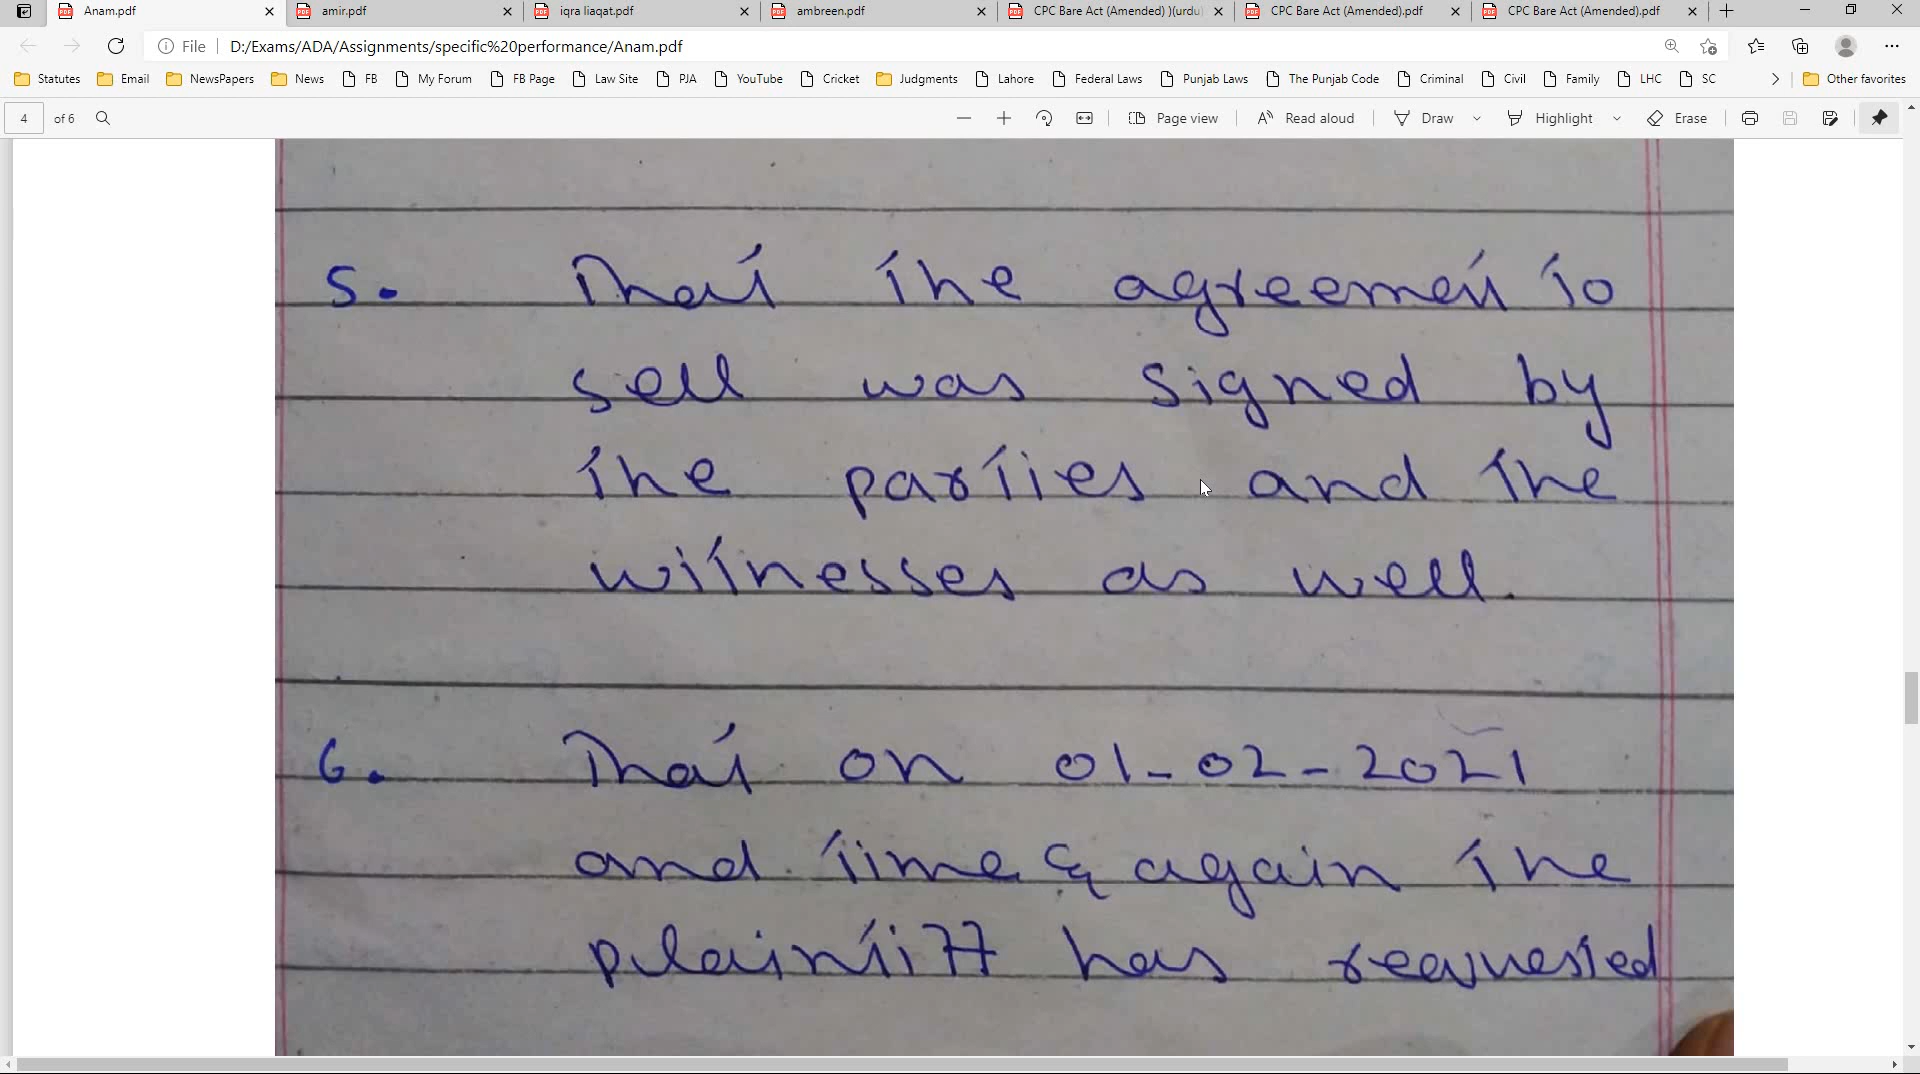 Anam.pdf amir.pdf iqra liaqat.pdf ambreen.pdf CPC Bare Act (Amended) )(urdu CPC Bare Act (Amended).pdf CPC Bare Act (Amended).pdf
File D:/Exams/ADA/Assignments/specific%20performance/Anam.pdf
Statutes Email NewsPapers News FB My Forum FB Page Law Site PJA YouTube Cricket Judgments Lahore Federal Laws Punjab Laws The Punjab Code Criminal Civil Family LHC SC Other favorites
4 of 6 Page view Read aloud Draw Highlight Erase
5. That the agreement to
sell was signed by
the parties and the
witnesses as well.
6. That on 01-02-2021
and time & again the
plaintiff has requested